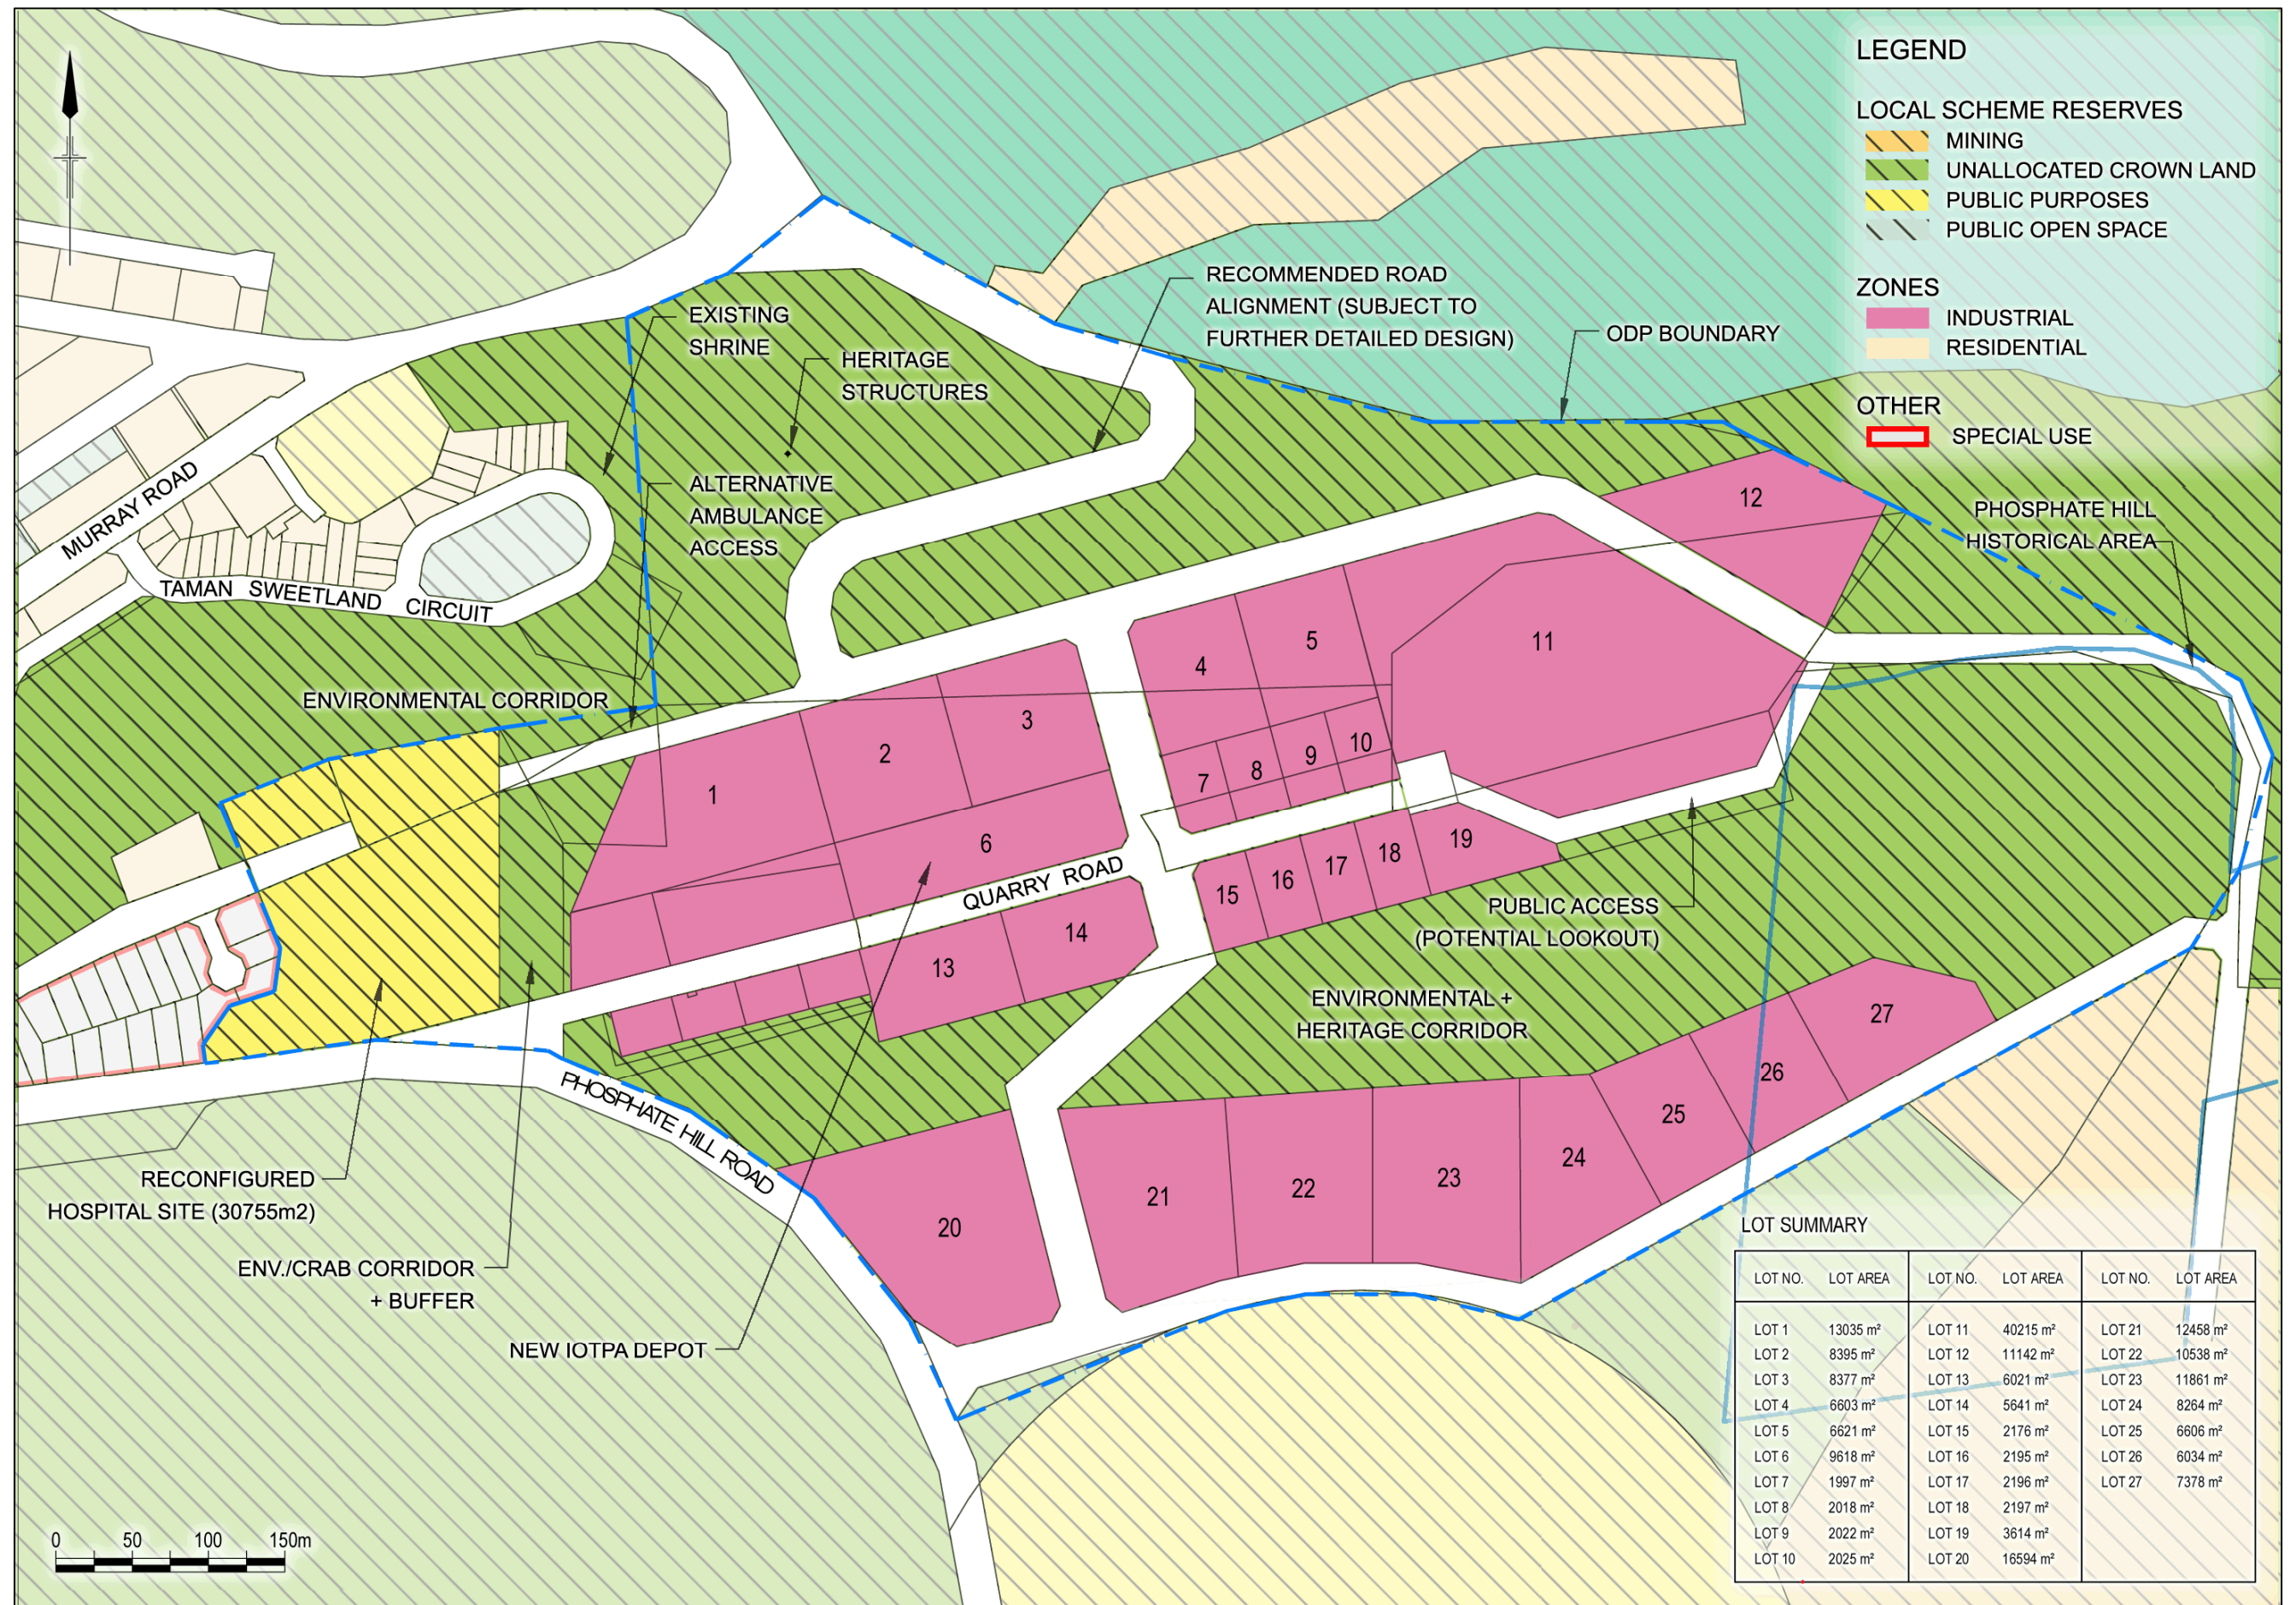 LEGEND
LOCAL SCHEME RESERVES
MINING
UNALLOCATED CROWN LAND
PUBLIC PURPOSES
PUBLIC OPEN SPACE
ZONES
INDUSTRIAL
RESIDENTIAL
OTHER
SPECIAL USE
RECOMMENDED ROAD
ALIGNMENT (SUBJECT TO
FURTHER DETAILED DESIGN)
ODP BOUNDARY
EXISTING
SHRINE
HERITAGE
STRUCTURES
ALTERNATIVE
AMBULANCE
ACCESS
MURRAY ROAD
TAMAN SWEETLAND CIRCUIT
PHOSPHATE HILL
HISTORICAL AREA
ENVIRONMENTAL CORRIDOR
12
11
5
4
3
2
1
10
9
8
7
6
QUARRY ROAD
19
18
17
16
15
14
13
PUBLIC ACCESS
(POTENTIAL LOOKOUT)
ENVIRONMENTAL +
HERITAGE CORRIDOR
27
26
25
24
23
22
21
20
PHOSPHATE HILL ROAD
RECONFIGURED
HOSPITAL SITE (30755m2)
ENV./CRAB CORRIDOR
+ BUFFER
NEW IOTPA DEPOT
0 50 100 150m
LOT SUMMARY
LOT NO. LOT AREA LOT NO. LOT AREA LOT NO. LOT AREA
LOT 1 13035 m² LOT 11 40215 m² LOT 21 12458 m²
LOT 2 8395 m² LOT 12 11142 m² LOT 22 10538 m²
LOT 3 8377 m² LOT 13 6021 m² LOT 23 11861 m²
LOT 4 6603 m² LOT 14 5641 m² LOT 24 8264 m²
LOT 5 6621 m² LOT 15 2176 m² LOT 25 6606 m²
LOT 6 9618 m² LOT 16 2195 m² LOT 26 6034 m²
LOT 7 1997 m² LOT 17 2196 m² LOT 27 7378 m²
LOT 8 2018 m² LOT 18 2197 m²
LOT 9 2022 m² LOT 19 3614 m²
LOT 10 2025 m² LOT 20 16594 m²